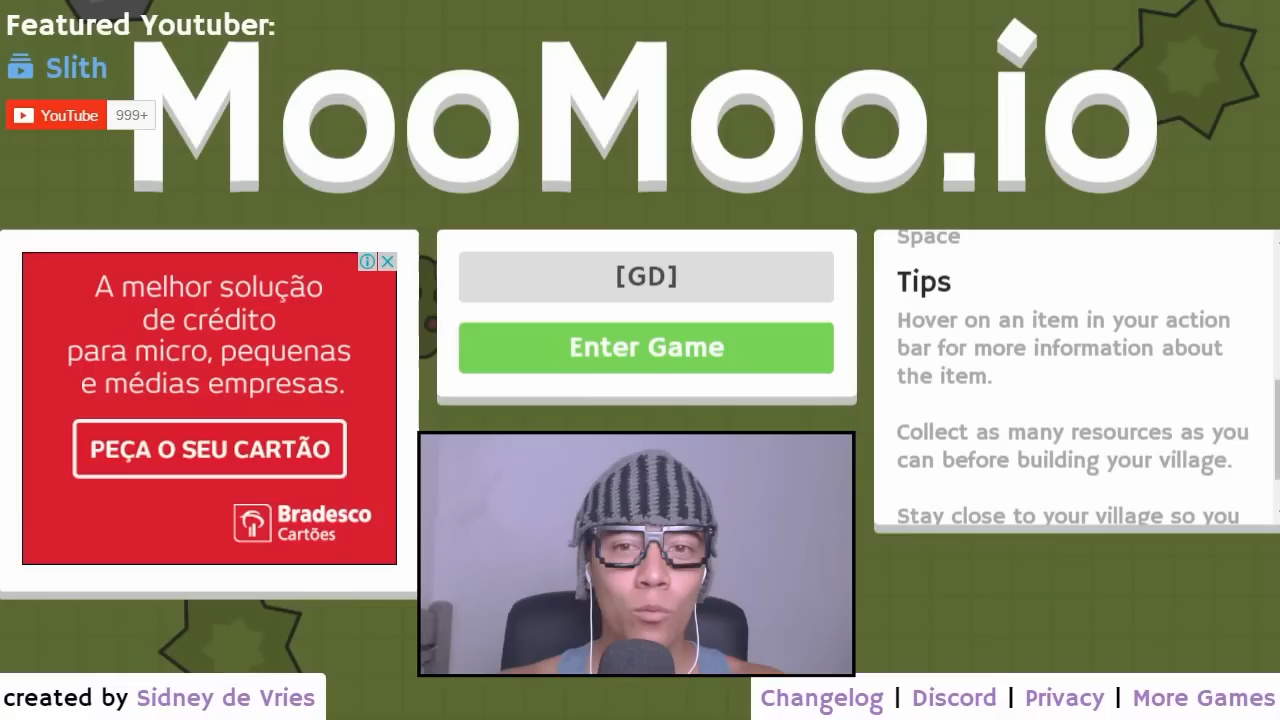 Featured Youtuber:
Slith
YouTube 999+
MooMoo.io
A melhor solução
de crédito
para micro, pequenas
e médias empresas.
PEÇA O SEU CARTÃO
Bradesco
Cartões
[GD]
Enter Game
Space
Tips
Hover on an item in your action
bar for more information about
the item.
Collect as many resources as you
can before building your village.
Stay close to your village so you
created by Sidney de Vries
Changelog | Discord | Privacy | More Games